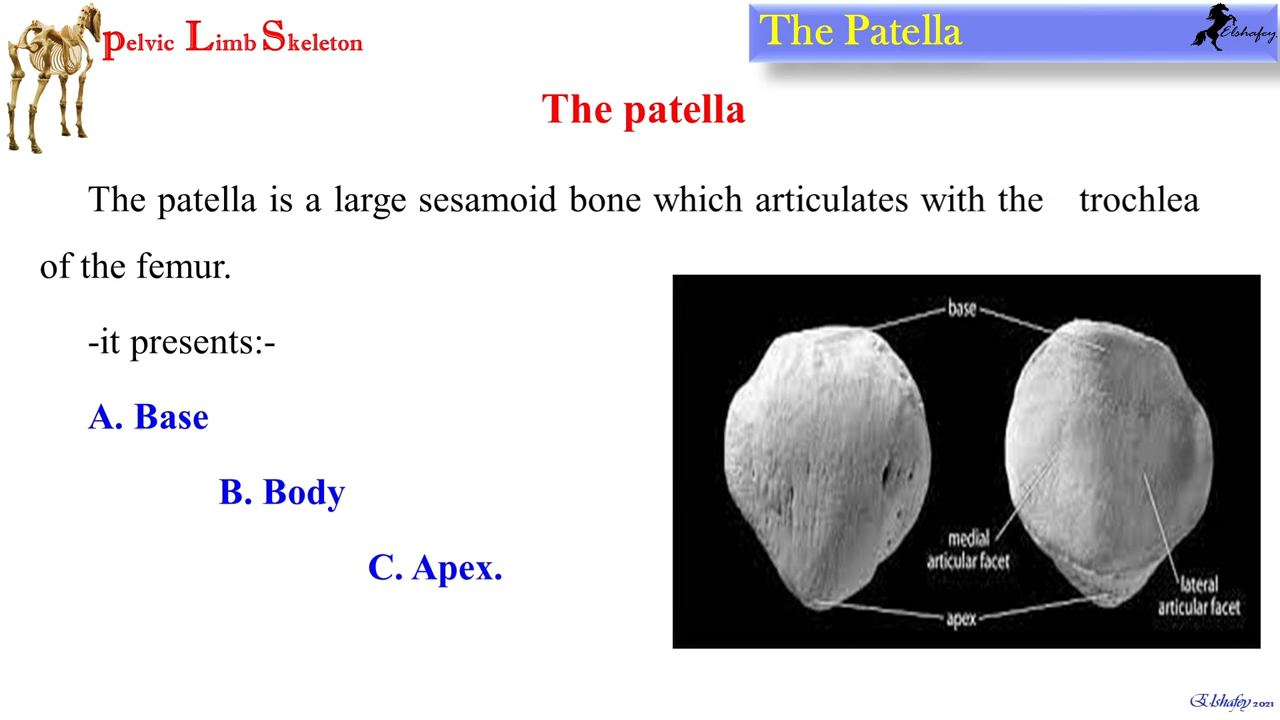 pelvic Limb Skeleton
The Patella
Elshafey
The patella
The patella is a large sesamoid bone which articulates with the trochlea
of the femur.
-it presents:-
A. Base
B. Body
C. Apex.
base
medial
articular facet
lateral
articular facet
apex
Elshafey 2021